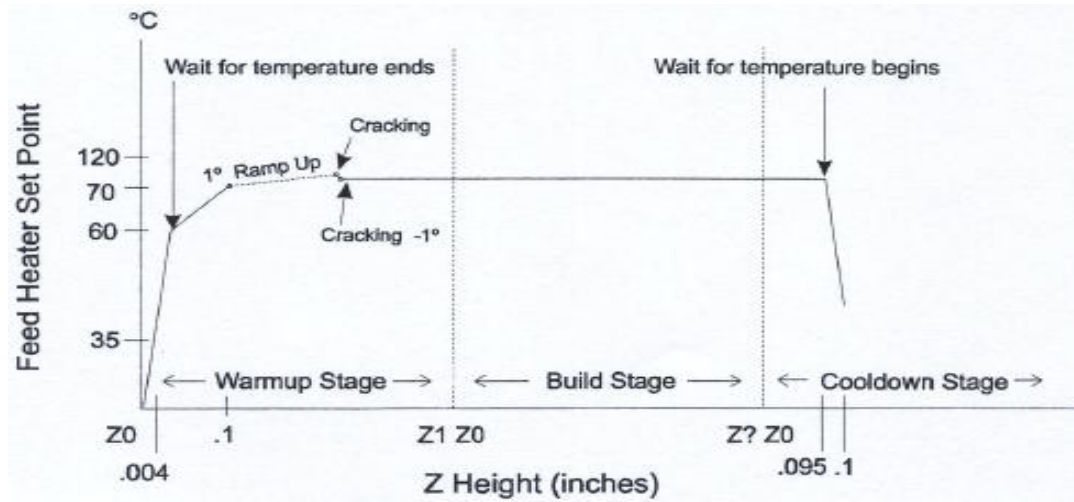 °C
Wait for temperature ends
Wait for temperature begins
Cracking
120
1° Ramp Up
70
Cracking -1°
60
35
Feed Heater Set Point
Warmup Stage
Build Stage
Cooldown Stage
Z0
.1
Z1 Z0
Z? Z0
.004
.095 .1
Z Height (inches)